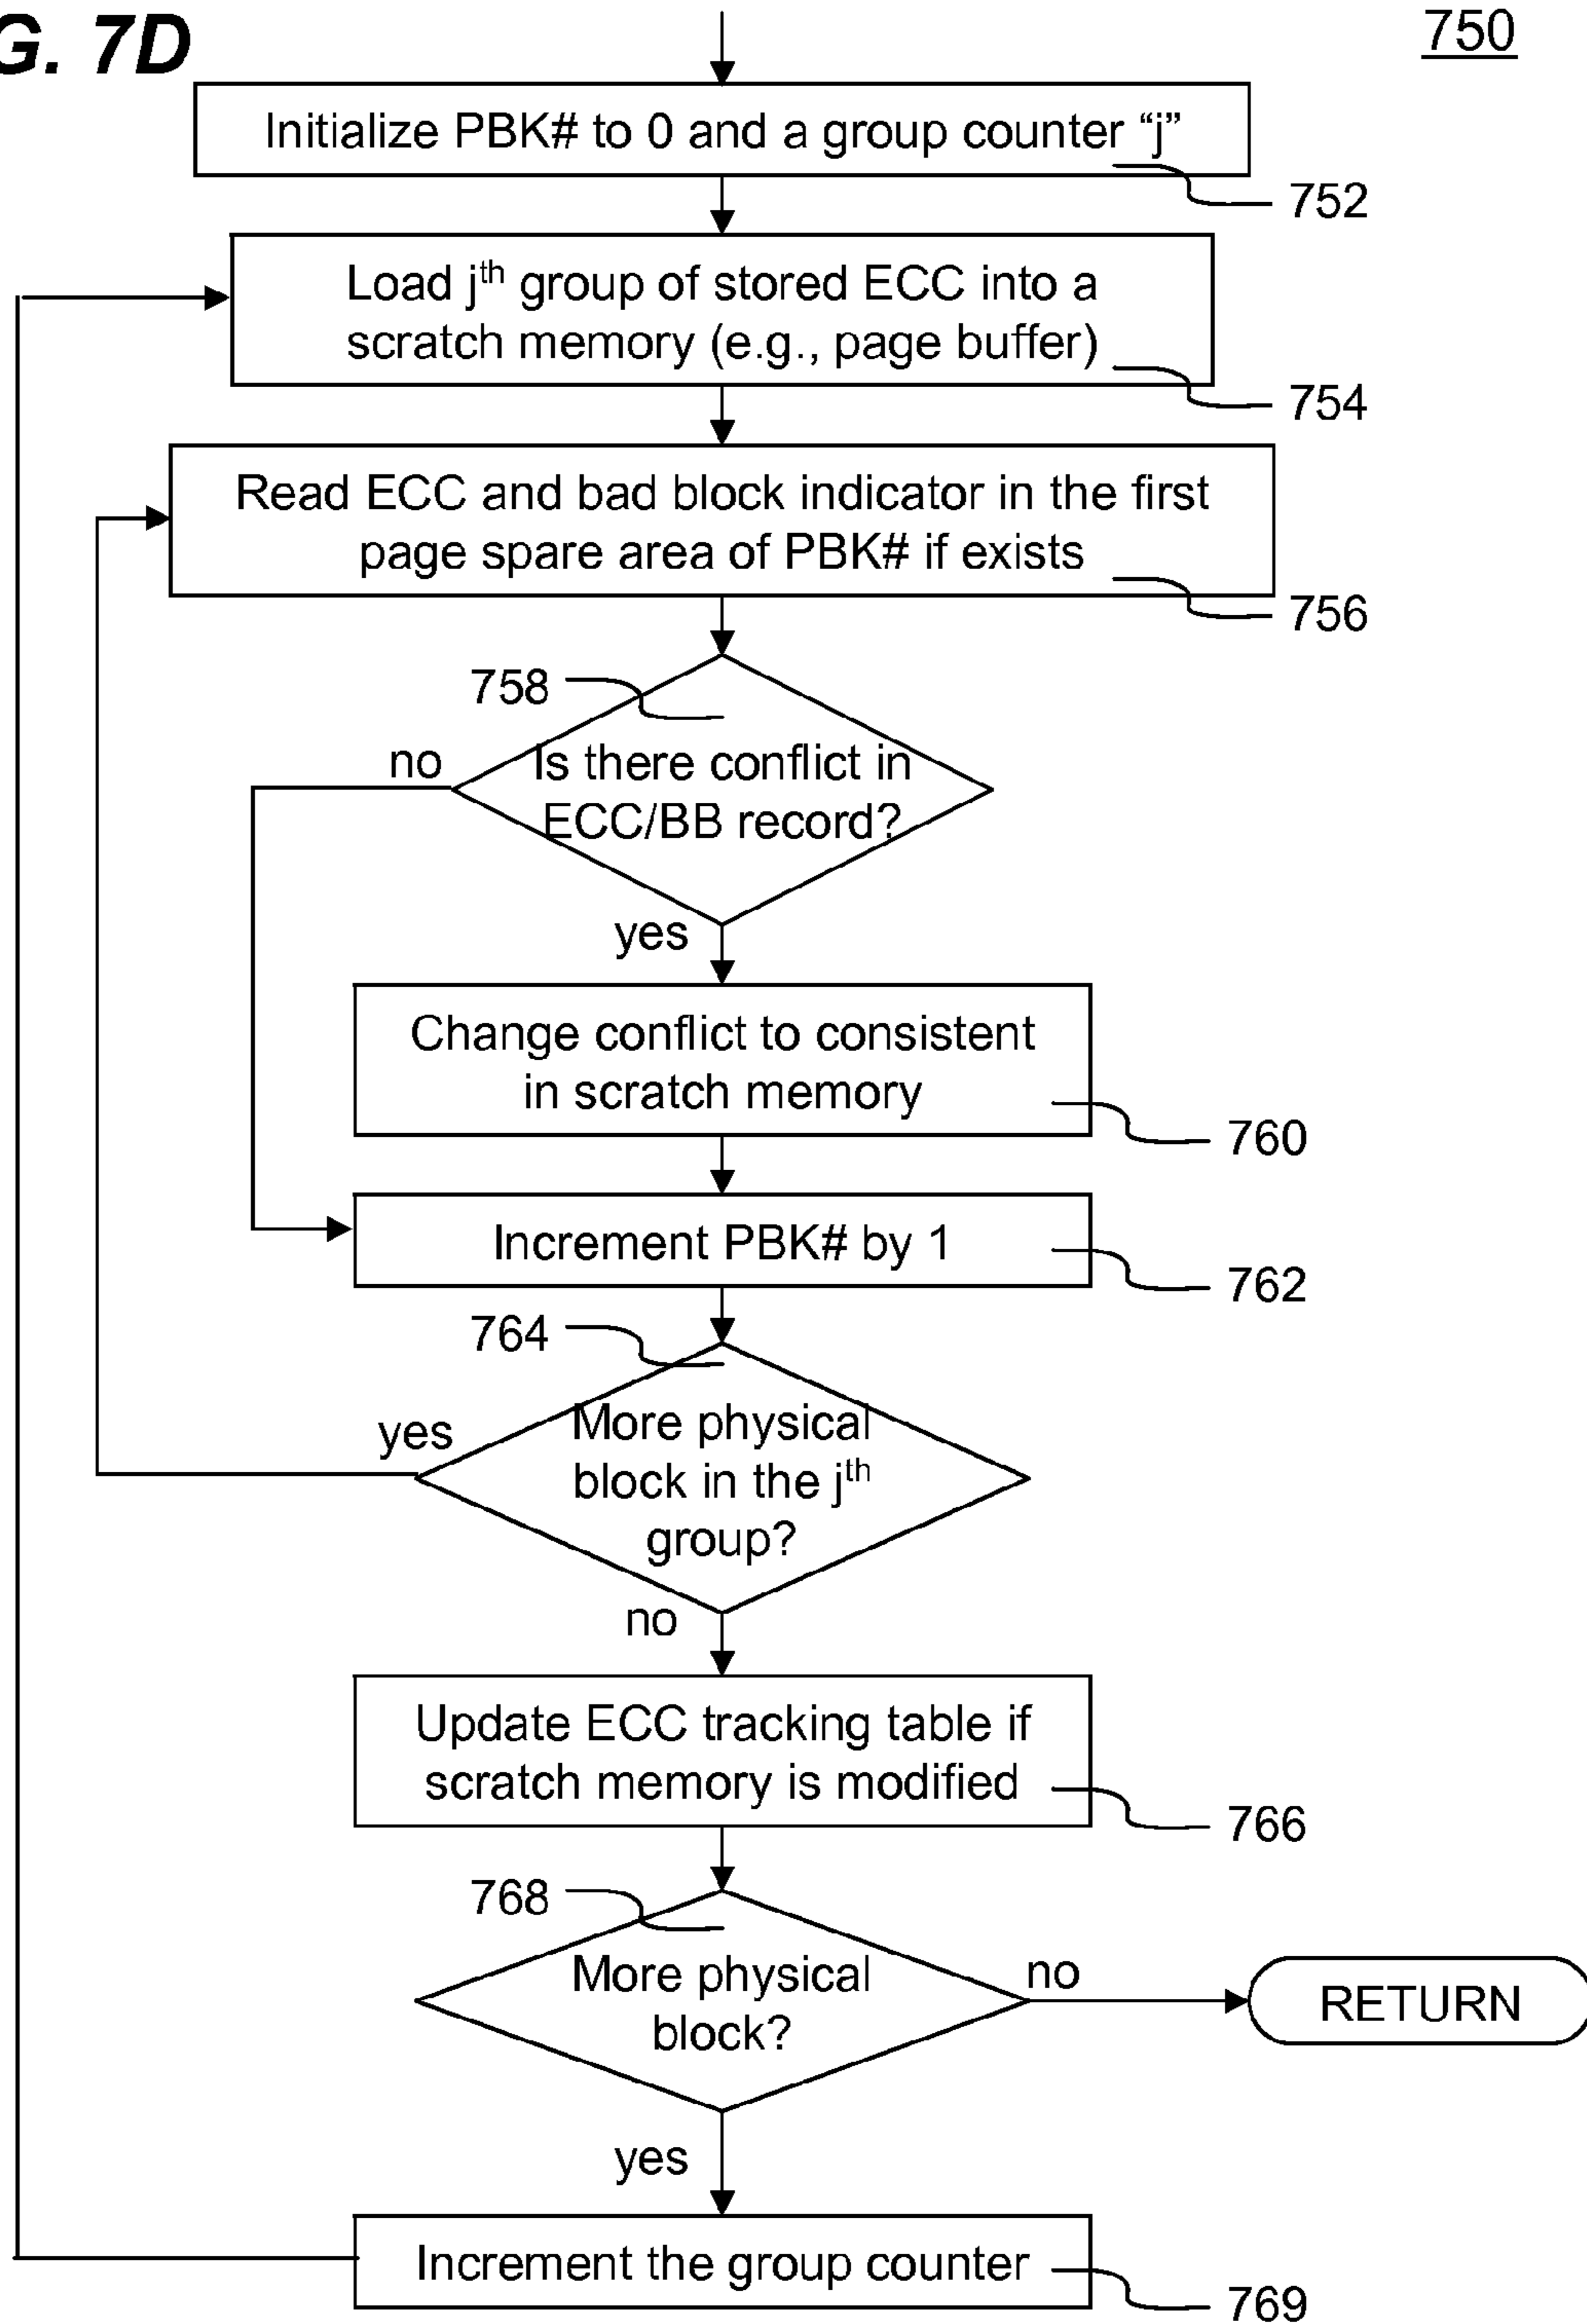 G. 7D
750
Initialize PBK# to 0 and a group counter “j”
752
Load jth group of stored ECC into a
scratch memory (e.g., page buffer)
754
Read ECC and bad block indicator in the first
page spare area of PBK# if exists
756
758
no
Is there conflict in
ECC/BB record?
yes
Change conflict to consistent
in scratch memory
760
Increment PBK# by 1
762
764
yes
More physical
block in the jth
group?
no
Update ECC tracking table if
scratch memory is modified
766
768
More physical
block?
no
RETURN
yes
Increment the group counter
769